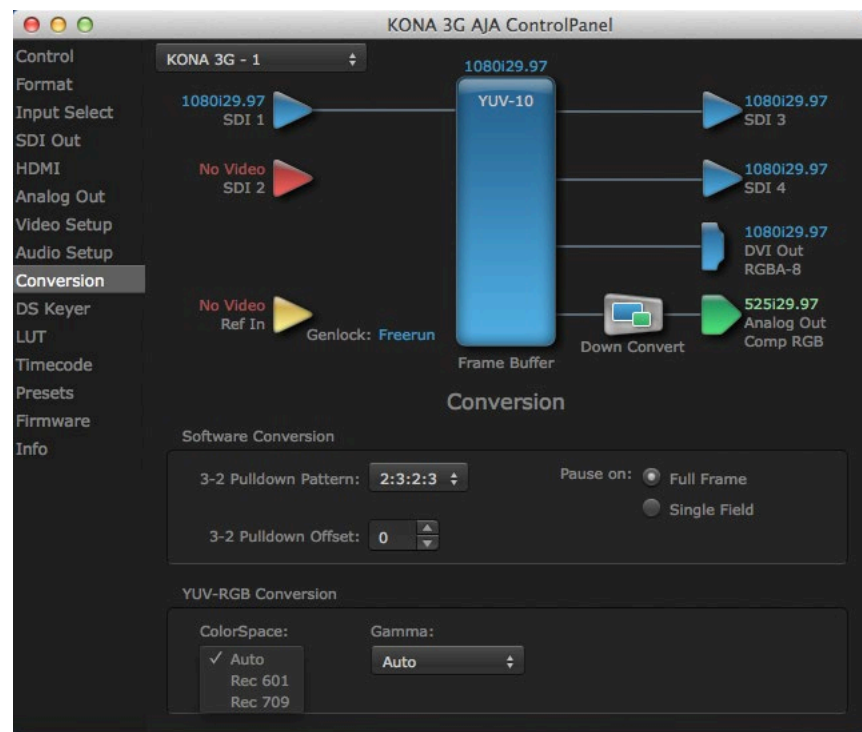 KONA 3G AJA ControlPanel
Control
Format
Input Select
SDI Out
HDMI
Analog Out
Video Setup
Audio Setup
Conversion
DS Keyer
LUT
Timecode
Presets
Firmware
Info
KONA 3G - 1
1080i29.97
YUV-10
1080i29.97
SDI 1
No Video
SDI 2
No Video
Ref In
Genlock: Freerun
Frame Buffer
1080i29.97
SDI 3
1080i29.97
SDI 4
1080i29.97
DVI Out
RGBA-8
Down Convert
525i29.97
Analog Out
Comp RGB
Conversion
Software Conversion
3-2 Pulldown Pattern: 2:3:2:3
Pause on: Full Frame
Single Field
3-2 Pulldown Offset: 0
YUV-RGB Conversion
ColorSpace: Gamma:
✓ Auto
Rec 601
Rec 709
Auto